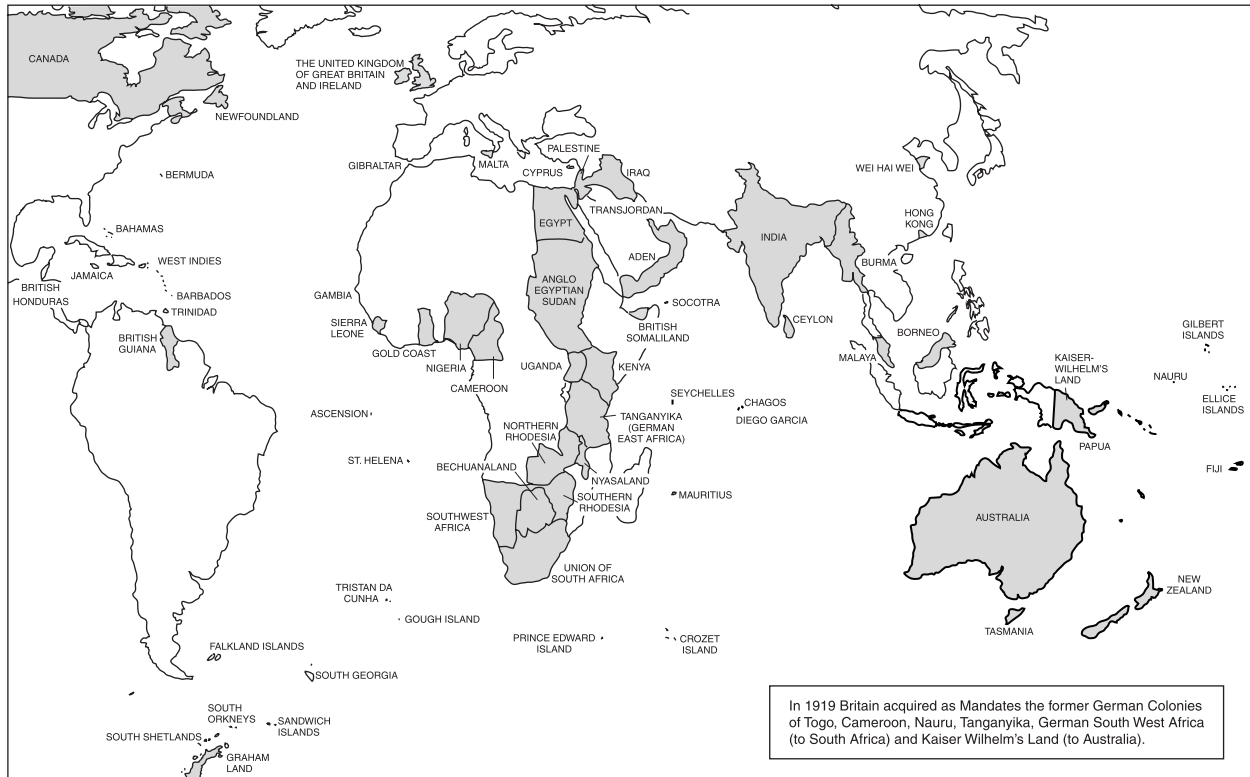 CANADA
THE UNITED KINGDOM
OF GREAT BRITAIN
AND IRELAND
NEWFOUNDLAND
BERMUDA
BAHAMAS
WEST INDIES
JAMAICA
BRITISH
HONDURAS
BARBADOS
TRINIDAD
BRITISH
GUIANA
GIBRALTAR
MALTA
CYPRUS
PALESTINE
IRAQ
TRANSJORDAN
EGYPT
ADEN
ANGLO
EGYPTIAN
SUDAN
GAMBIA
SIERRA
LEONE
GOLD COAST
NIGERIA
CAMEROON
SOCOTRA
BRITISH
SOMALILAND
UGANDA
KENYA
SEYCHELLES
CHAGOS
DIEGO GARCIA
TANGANYIKA
(GERMAN
EAST AFRICA)
ASCENSION
ST. HELENA
NORTHERN
RHODESIA
BECHUANALAND
NYASALAND
SOUTHERN
RHODESIA
MAURITIUS
SOUTHWEST
AFRICA
UNION OF
SOUTH AFRICA
TRISTAN DA
CUNHA
GOUGH ISLAND
PRINCE EDWARD
ISLAND
CROZET
ISLAND
FALKLAND ISLANDS
SOUTH GEORGIA
SOUTH
ORKNEYS
SANDWICH
ISLANDS
SOUTH SHETLANDS
GRAHAM
LAND
WEI HAI WEI
HONG
KONG
INDIA
BURMA
CEYLON
BORNEO
MALAYA
KAISER-
WILHELM'S
LAND
PAPUA
GILBERT
ISLANDS
NAURU
ELLICE
ISLANDS
FIJI
AUSTRALIA
TASMANIA
NEW
ZEALAND
In 1919 Britain acquired as Mandates the former German Colonies
of Togo, Cameroon, Nauru, Tanganyika, German South West Africa
(to South Africa) and Kaiser Wilhelm's Land (to Australia).